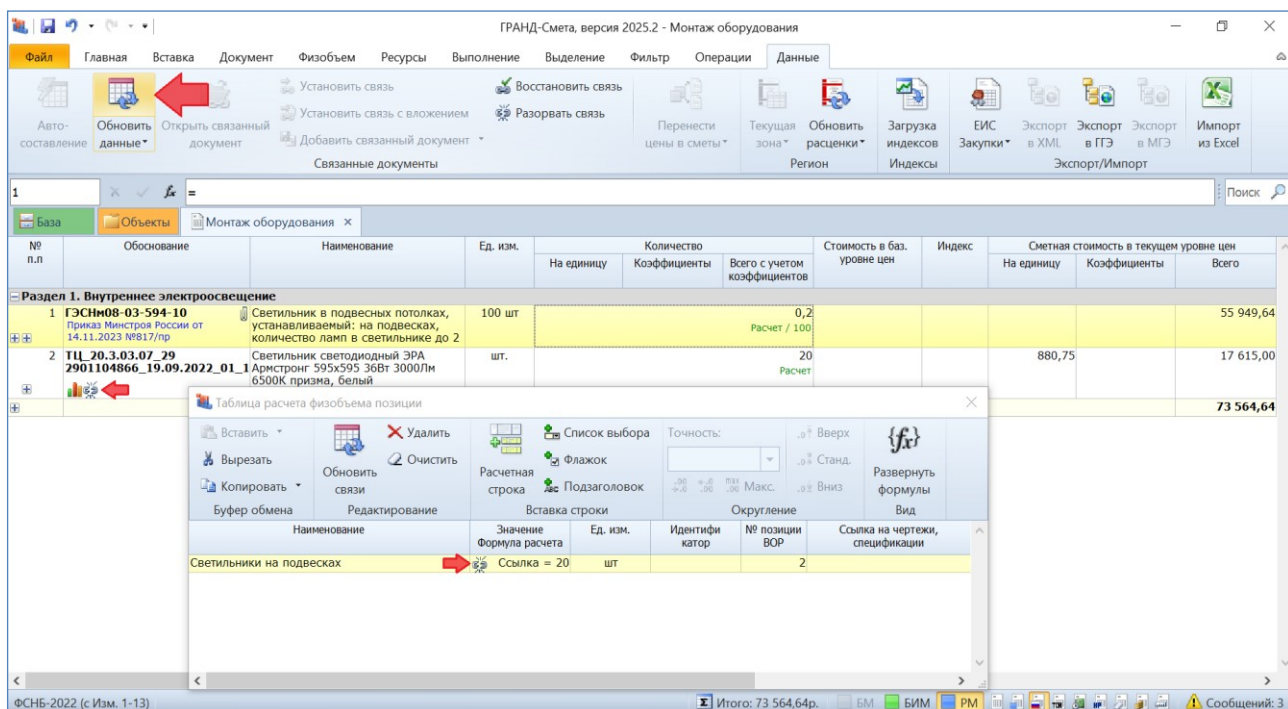 ГРАНД-Смета, версия 2025.2 - Монтаж оборудования
Файл Главная Вставка Документ Физобъем Ресурсы Выполнение Выделение Фильтр Операции Данные
Авто-составление
Обновить данные
Открыть связанный документ
Установить связь
Установить связь с вложением
Добавить связанный документ
Восстановить связь
Разорвать связь
Связанные документы
Перенести цены в сметы
Текущая зона
Обновить расценки
Регион
Загрузка индексов
Индексы
ЕИС Закупки
Экспорт в XML
Экспорт в ГГЭ
Экспорт в МГЭ
Импорт из Excel
Экспорт/Импорт
1 fx =
Поиск
База Объекты Монтаж оборудования ×
№ п.п Обоснование Наименование Ед. изм. Количество Стоимость в баз. уровне цен Индекс Сметная стоимость в текущем уровне цен
На единицу Коэффициенты Всего с учетом коэффициентов На единицу Коэффициенты Всего
Раздел 1. Внутреннее электроосвещение
1 ГЭСНм08-03-594-10 Светильник в подвесных потолках, 100 шт 0,2 55 949,64
Приказ Минстроя России от устанавливаемый: на подвесках, Расчет / 100
14.11.2023 №817/пр количество ламп в светильнике до 2
2 ТЦ_20.3.03.07_29 Светильник светодиодный ЭРА шт. 20 880,75 17 615,00
2901104866_19.09.2022_01_1 Армстронг 595x595 36Вт 3000Лм Расчет
6500К призма, белый
73 564,64
Таблица расчета физобъема позиции
Вставить
Вырезать
Копировать
Буфер обмена
Обновить связи
Удалить
Очистить
Редактирование
Расчетная строка
Список выбора
Флажок
Подзаголовок
Вставка строки
Точность:
Макс.
Вверх
Станд.
Вниз
Округление
{fx}
Развернуть формулы
Вид
Наименование Значение Формула расчета Ед. изм. Идентификатор № позиции ВОР Ссылка на чертежи, спецификации
Светильники на подвесках Ссылка = 20 шт 2
ФСНБ-2022 (с Изм. 1-13) Итого: 73 564,64р. БМ БИМ РМ Сообщений: 3